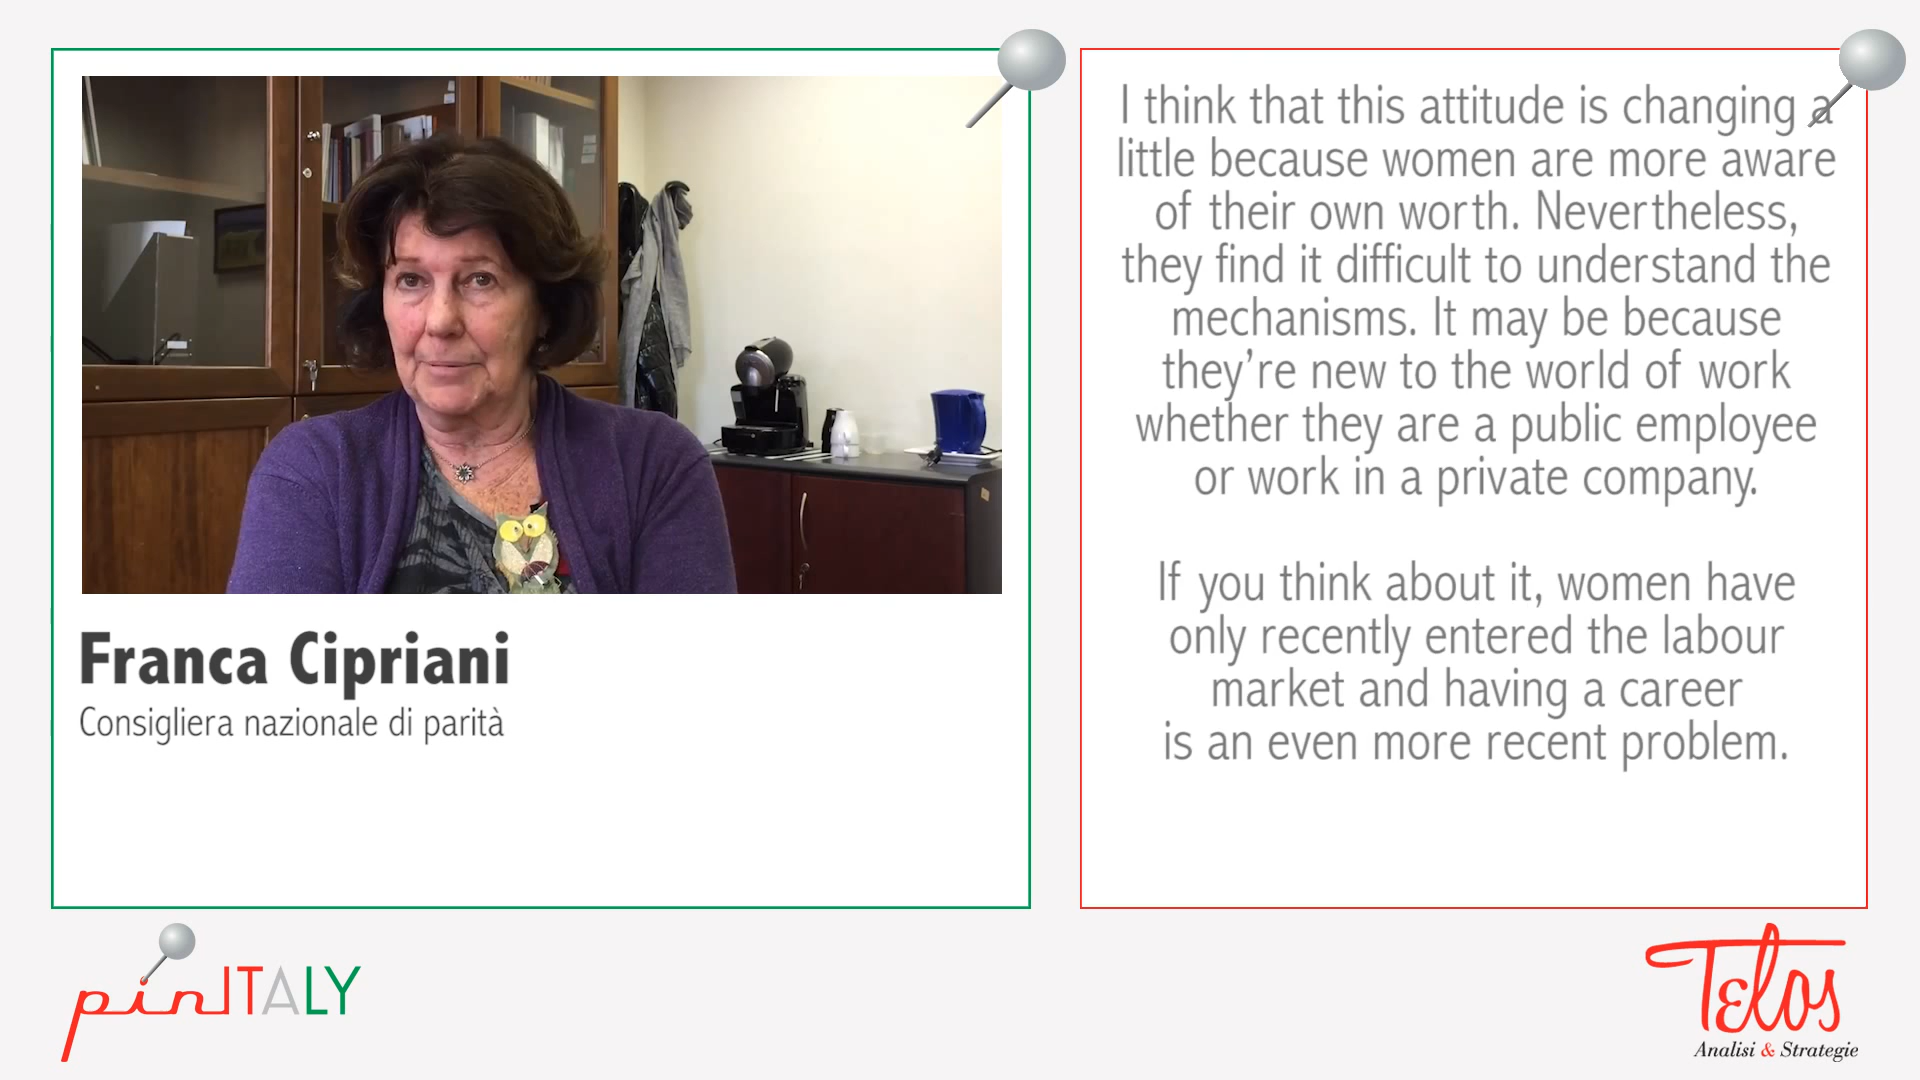 Franca Cipriani
Consigliera nazionale di parità
I think that this attitude is changing a
little because women are more aware
of their own worth. Nevertheless,
they find it difficult to understand the
mechanisms. It may be because
they’re new to the world of work
whether they are a public employee
or work in a private company.
If you think about it, women have
only recently entered the labour
market and having a career
is an even more recent problem.
pinITALY
Telos
Analisi & Strategie